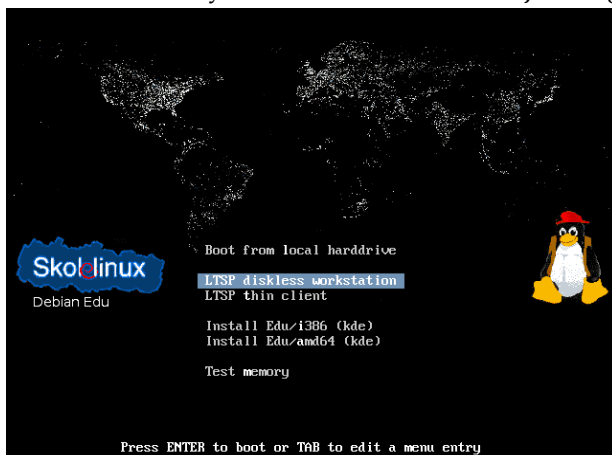 Boot from local harddrive
Skolelinux
LTSP diskless workstation
Debian Edu
LTSP thin client
Install Edu/i386 (kde)
Install Edu/amd64 (kde)
Test memory
Press ENTER to boot or TAB to edit a menu entry